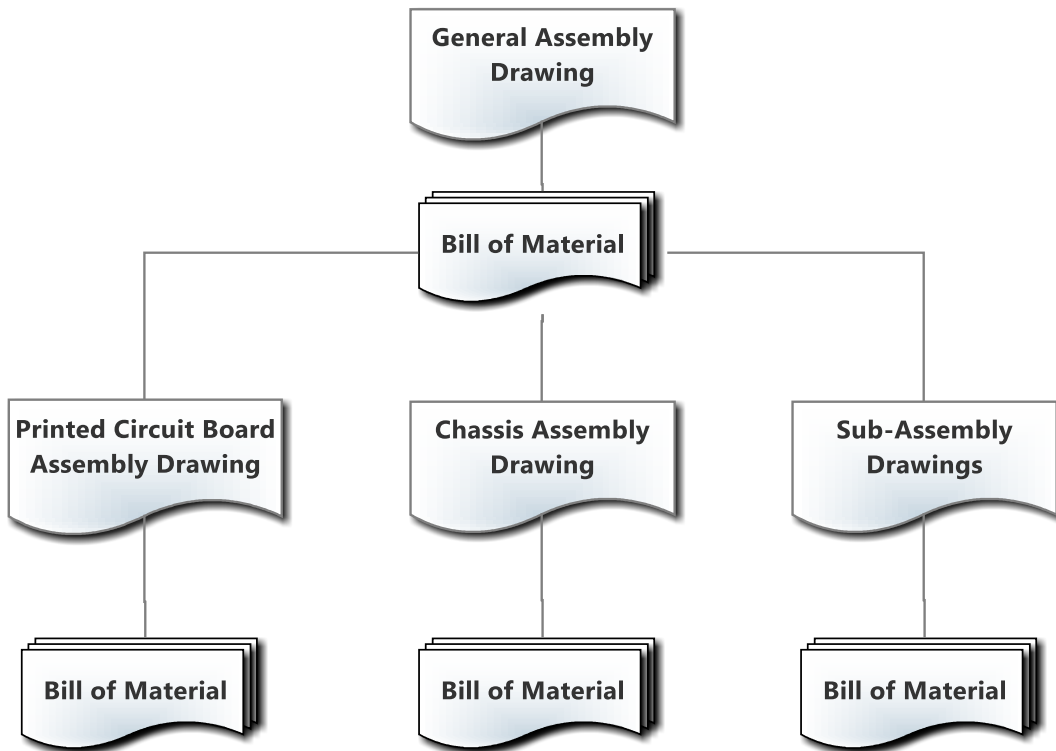 General Assembly
Drawing
Bill of Material
Printed Circuit Board
Assembly Drawing
Chassis Assembly
Drawing
Sub-Assembly
Drawings
Bill of Material
Bill of Material
Bill of Material